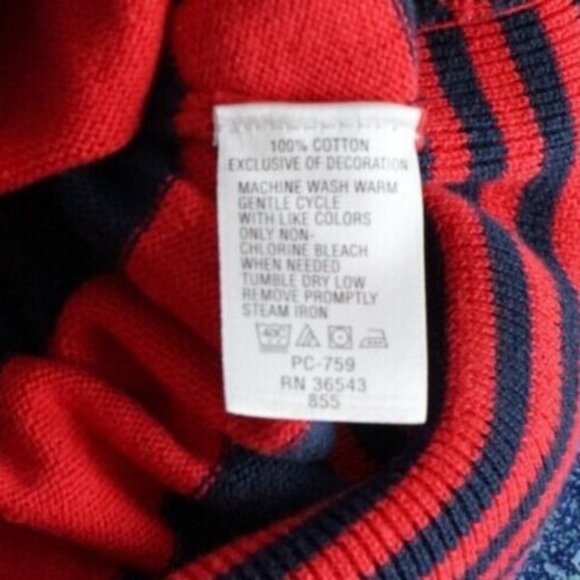 100% COTTON
EXCLUSIVE OF DECORATION
MACHINE WASH WARM
GENTLE CYCLE
WITH LIKE COLORS
ONLY NON-
CHLORINE BLEACH
WHEN NEEDED
TUMBLE DRY LOW
REMOVE PROMPTLY
STEAM IRON
PC-759
RN 36543
855